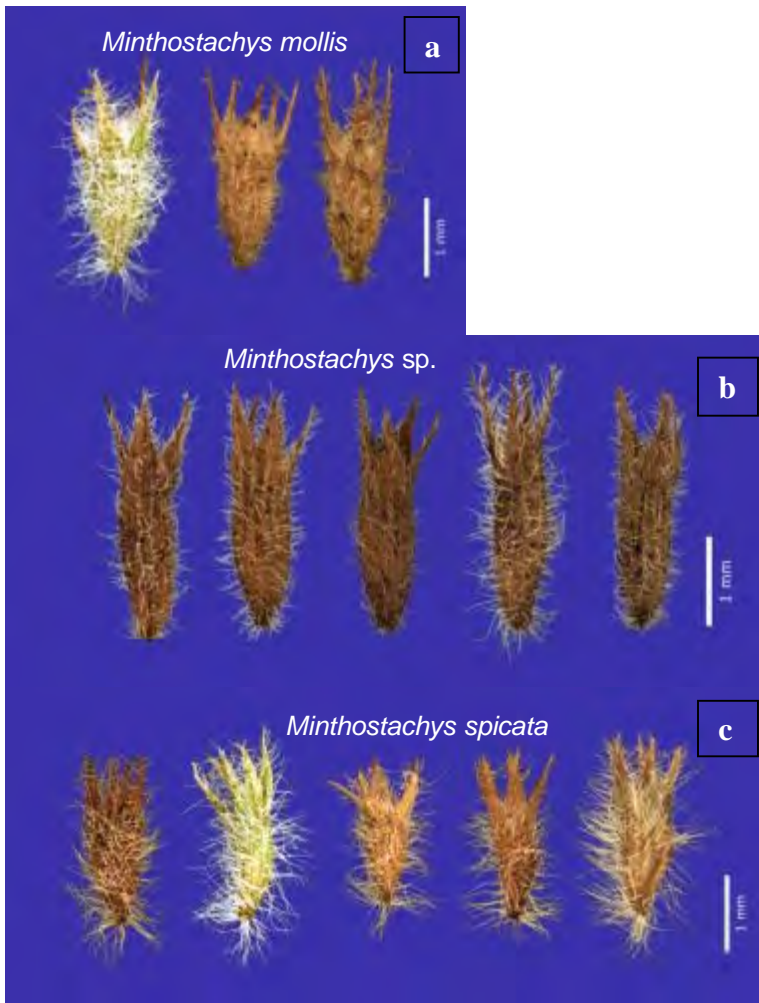 Minthostachys mollis
a
1 mm
Minthostachys sp.
b
1 mm
Minthostachys spicata
c
1 mm